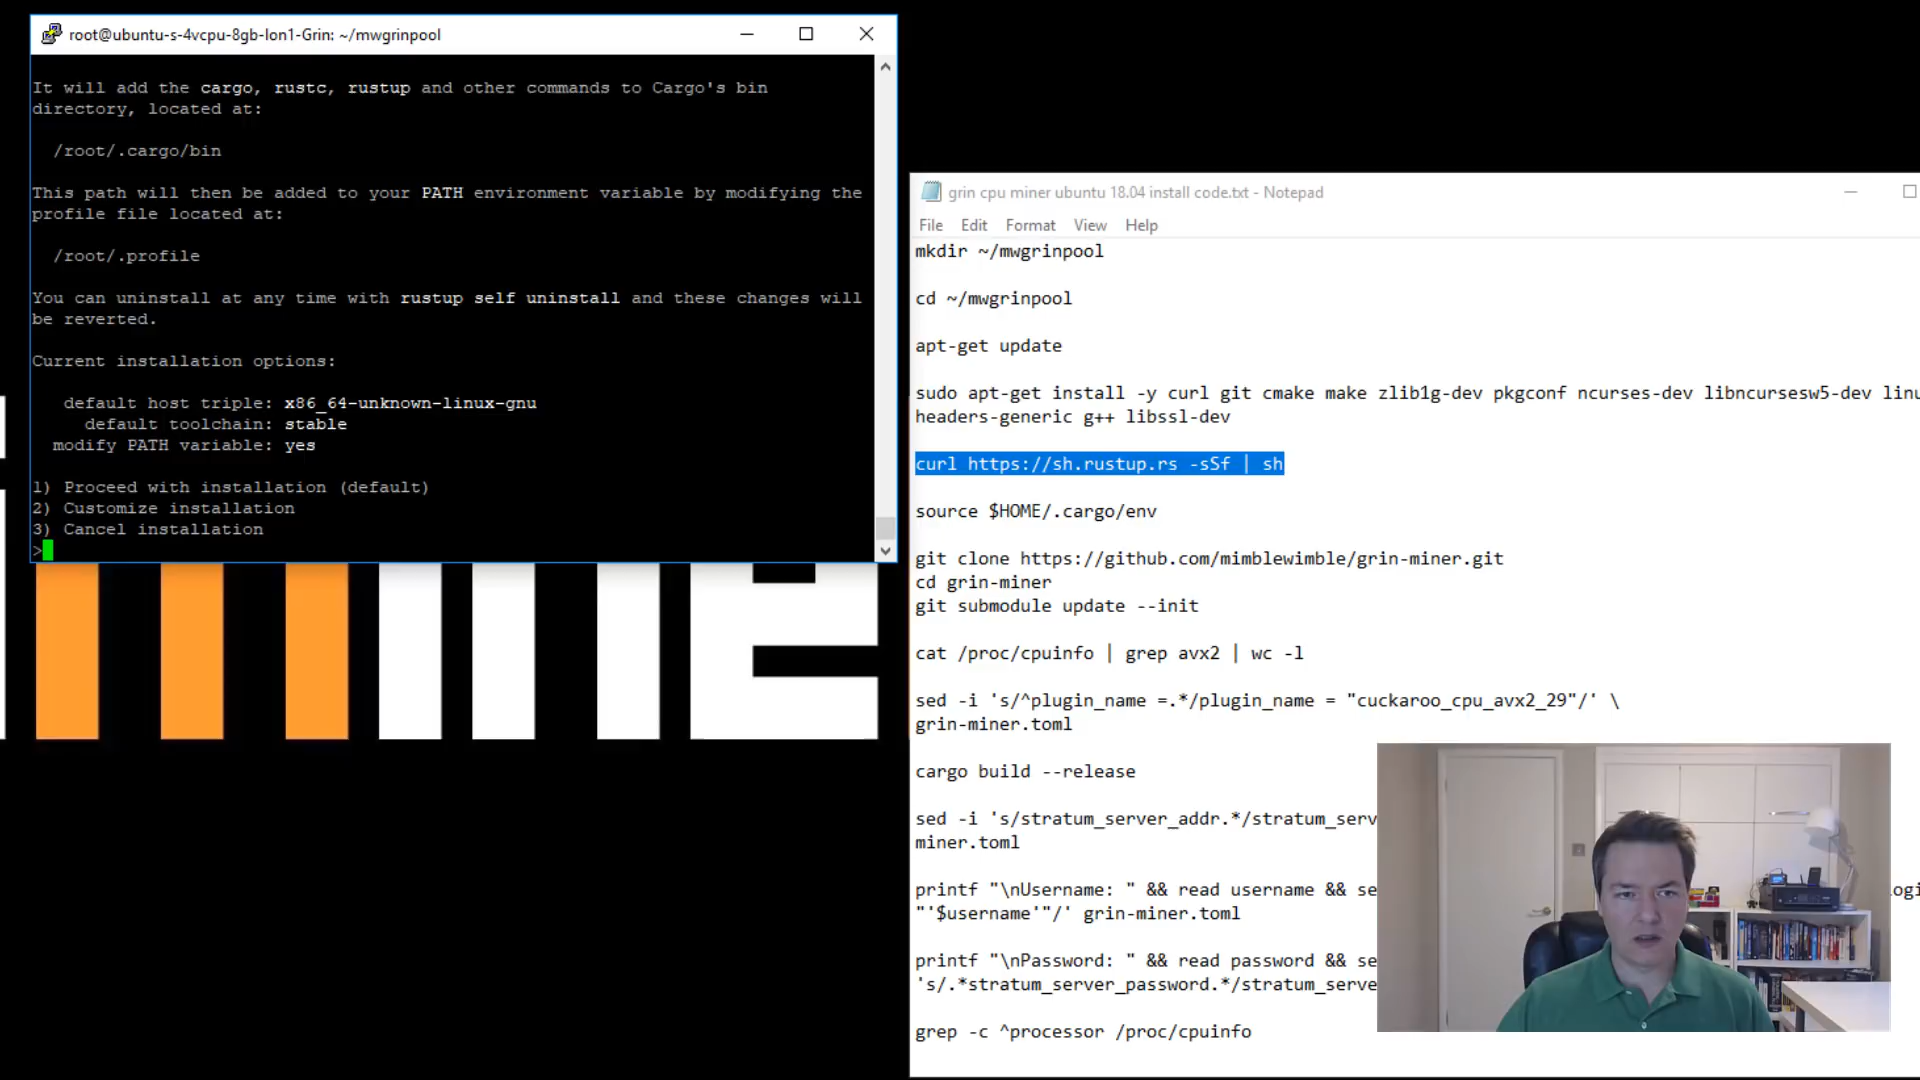 root@ubuntu-s-4vcpu-8gb-lon1-Grin: ~/mwgrinpool
It will add the cargo, rustc, rustup and other commands to Cargo's bin
directory, located at:
/root/.cargo/bin
This path will then be added to your PATH environment variable by modifying the
profile file located at:
/root/.profile
You can uninstall at any time with rustup self uninstall and these changes will
be reverted.
Current installation options:
default host triple: x86_64-unknown-linux-gnu
default toolchain: stable
modify PATH variable: yes
1) Proceed with installation (default)
2) Customize installation
3) Cancel installation
>
grin cpu miner ubuntu 18.04 install code.txt - Notepad
File Edit Format View Help
mkdir ~/mwgrinpool
cd ~/mwgrinpool
apt-get update
sudo apt-get install -y curl git cmake make zlib1g-dev pkgconf ncurses-dev libncursesw5-dev linu
headers-generic g++ libssl-dev
curl https://sh.rustup.rs -sSf | sh
source $HOME/.cargo/env
git clone https://github.com/mimblewimble/grin-miner.git
cd grin-miner
git submodule update --init
cat /proc/cpuinfo | grep avx2 | wc -l
sed -i 's/^plugin_name =.*/plugin_name = "cuckaroo_cpu_avx2_29"/' \
grin-miner.toml
cargo build --release
sed -i 's/stratum_server_addr.*/stratum_serv
miner.toml
printf "\nUsername: " && read username && se
ogi
"'$username'"/' grin-miner.toml
printf "\nPassword: " && read password && se
's/.*stratum_server_password.*/stratum_serve
grep -c ^processor /proc/cpuinfo